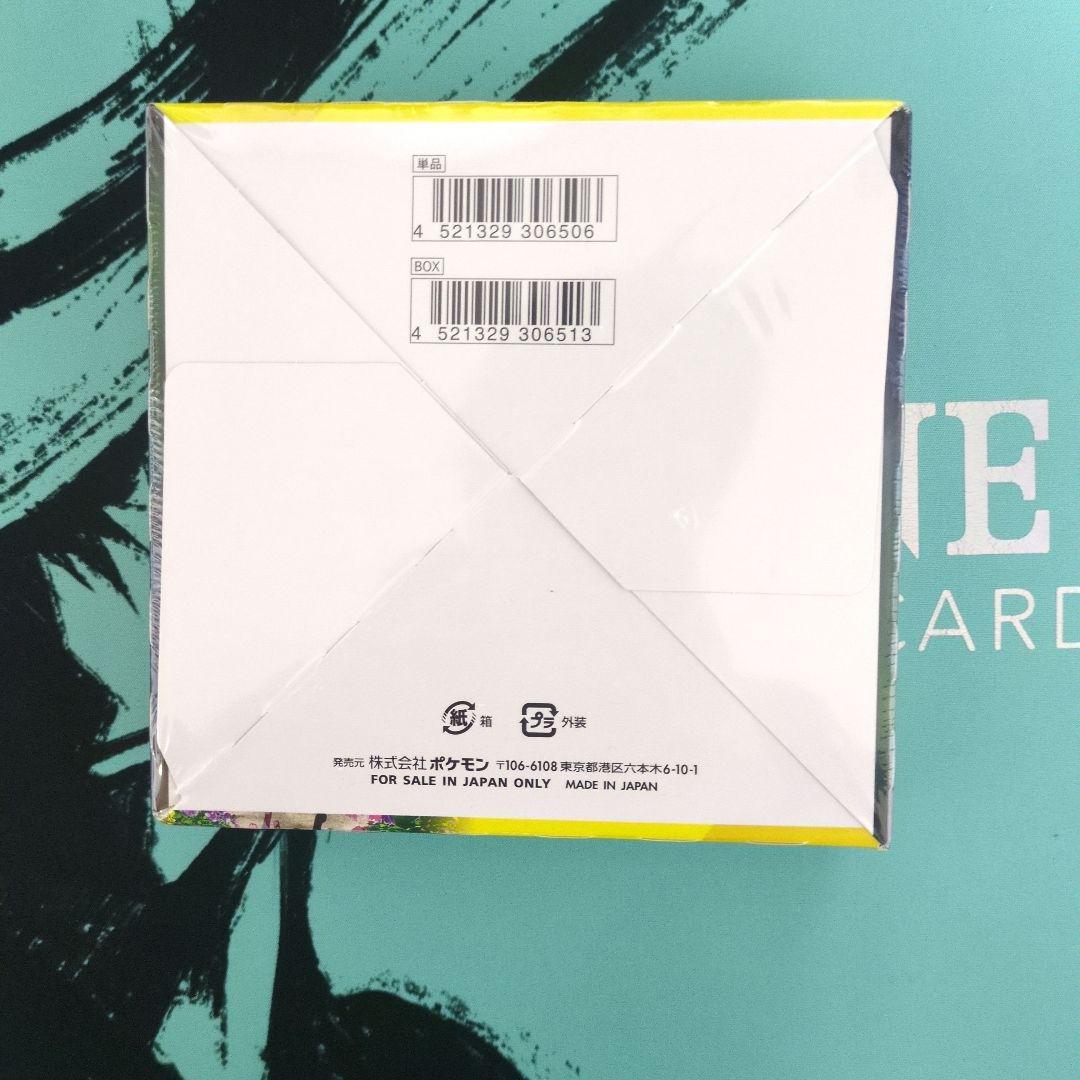 単品
4 521329 306506
BOX
4 521329 306513
NE
CARD
紙 箱 プラ 外装
発売元 株式会社 ポケモン 〒106-6108 東京都港区六本木6-10-1
FOR SALE IN JAPAN ONLY MADE IN JAPAN